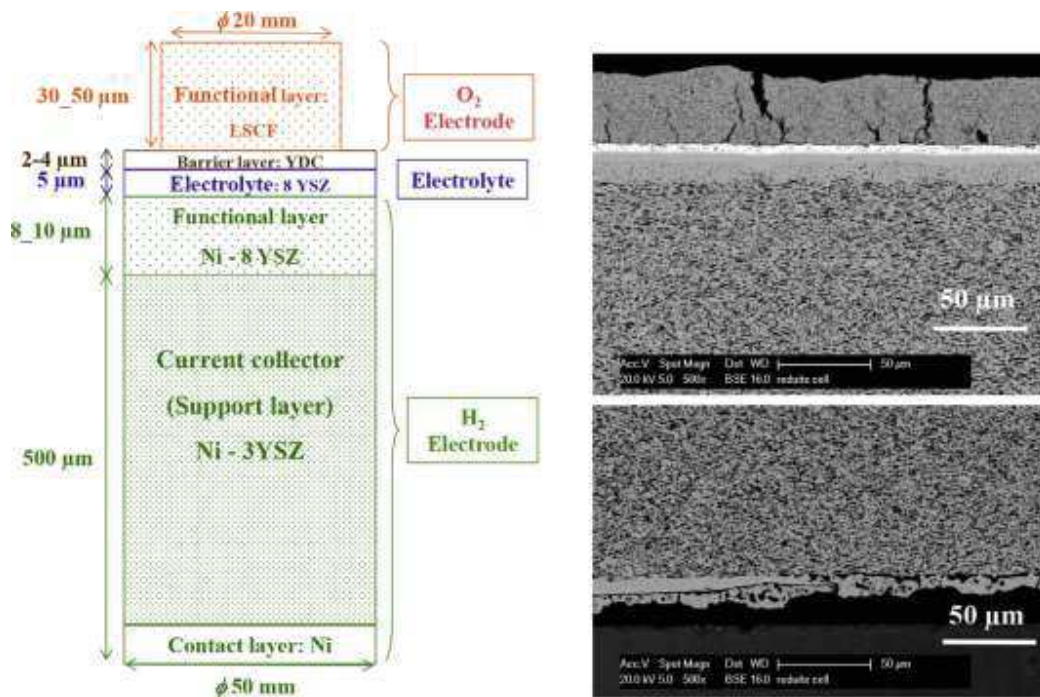 ϕ20 mm
30_50 µm
Functional layer:
LSCF
O₂
Electrode
2-4 µm
Barrier layer: YDC
5 µm
Electrolyte: 8 YSZ
Electrolyte
8_10 µm
Functional layer
Ni - 8 YSZ
500 µm
Current collector
(Support layer)
Ni - 3YSZ
H₂
Electrode
Contact layer: Ni
ϕ50 mm
50 µm
Acc.V Spot Magn Det WD 50 µm
20.0 kV 5.0 500x BSE 16.0 reduite cell
50 µm
Acc.V Spot Magn Det WD 50 µm
20.0 kV 5.0 500x BSE 16.0 reduite cell